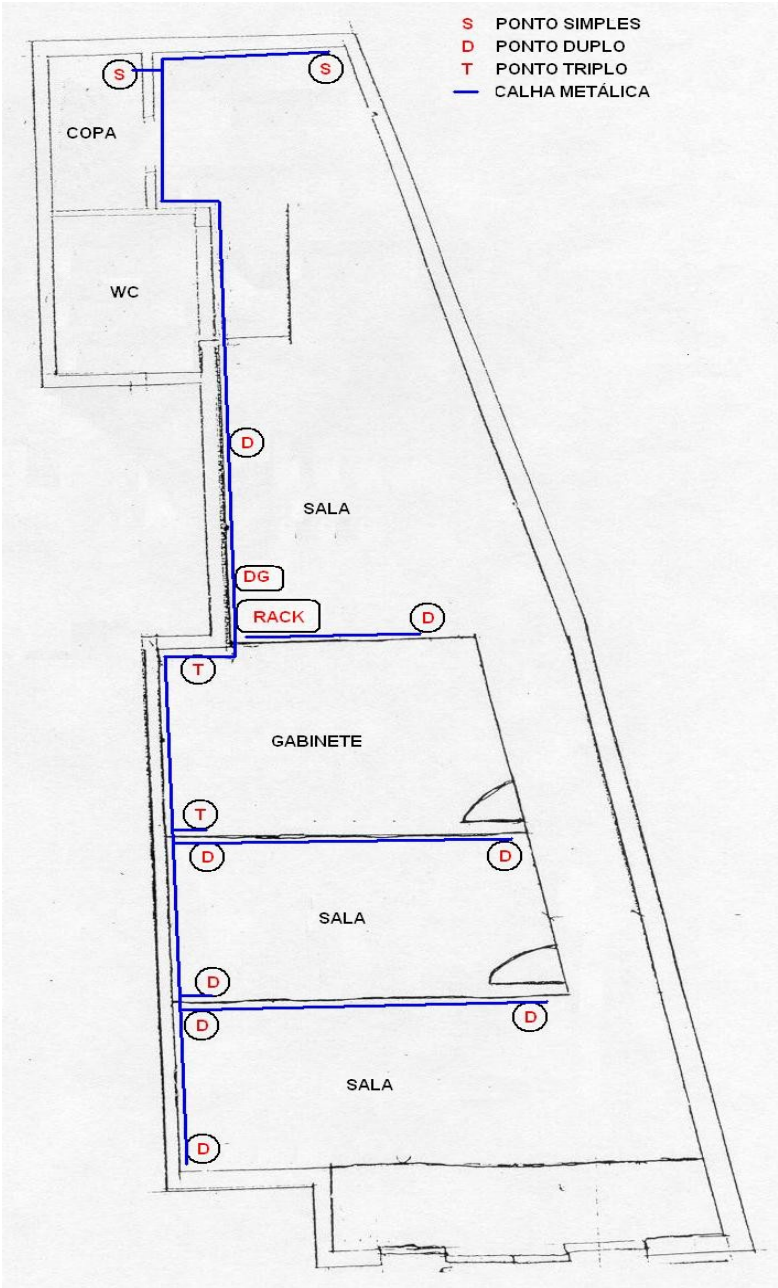 S PONTO SIMPLES
D PONTO DUPLO
T PONTO TRIPLO
CALHA METÁLICA
S
S
COPA
WC
D
SALA
DG
RACK
D
T
GABINETE
T
D
D
SALA
D
D
D
SALA
D